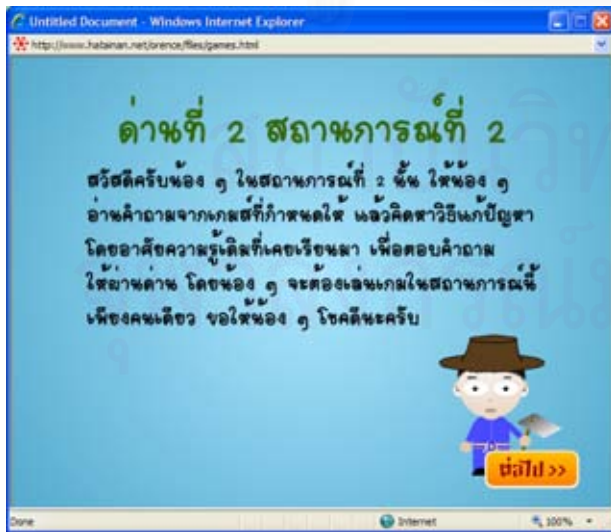 Untitled Document - Windows Internet Explorer
http://www.hatainan.net/orence/files/games.html
ด่านที่ 2 สถานการณ์ที่ 2
สวัสดีครับน้อง ๆ ในสถานการณ์ที่ 2 นั้น ให้น้อง ๆ
อ่านคำถามจากเกมส์ที่กำหนดให้ แล้วคิดหาวิธีแก้ปัญหา
โดยอาศัยความรู้เดิมที่เคยเรียนมา เพื่อตอบคำถาม
ให้ผ่านด่าน โดยน้อง ๆ จะต้องเล่นเกมในสถานการณ์นี้
เพียงคนเดียว ขอให้น้อง ๆ โชคดีนะครับ
ต่อไป >>
Done
Internet
100%